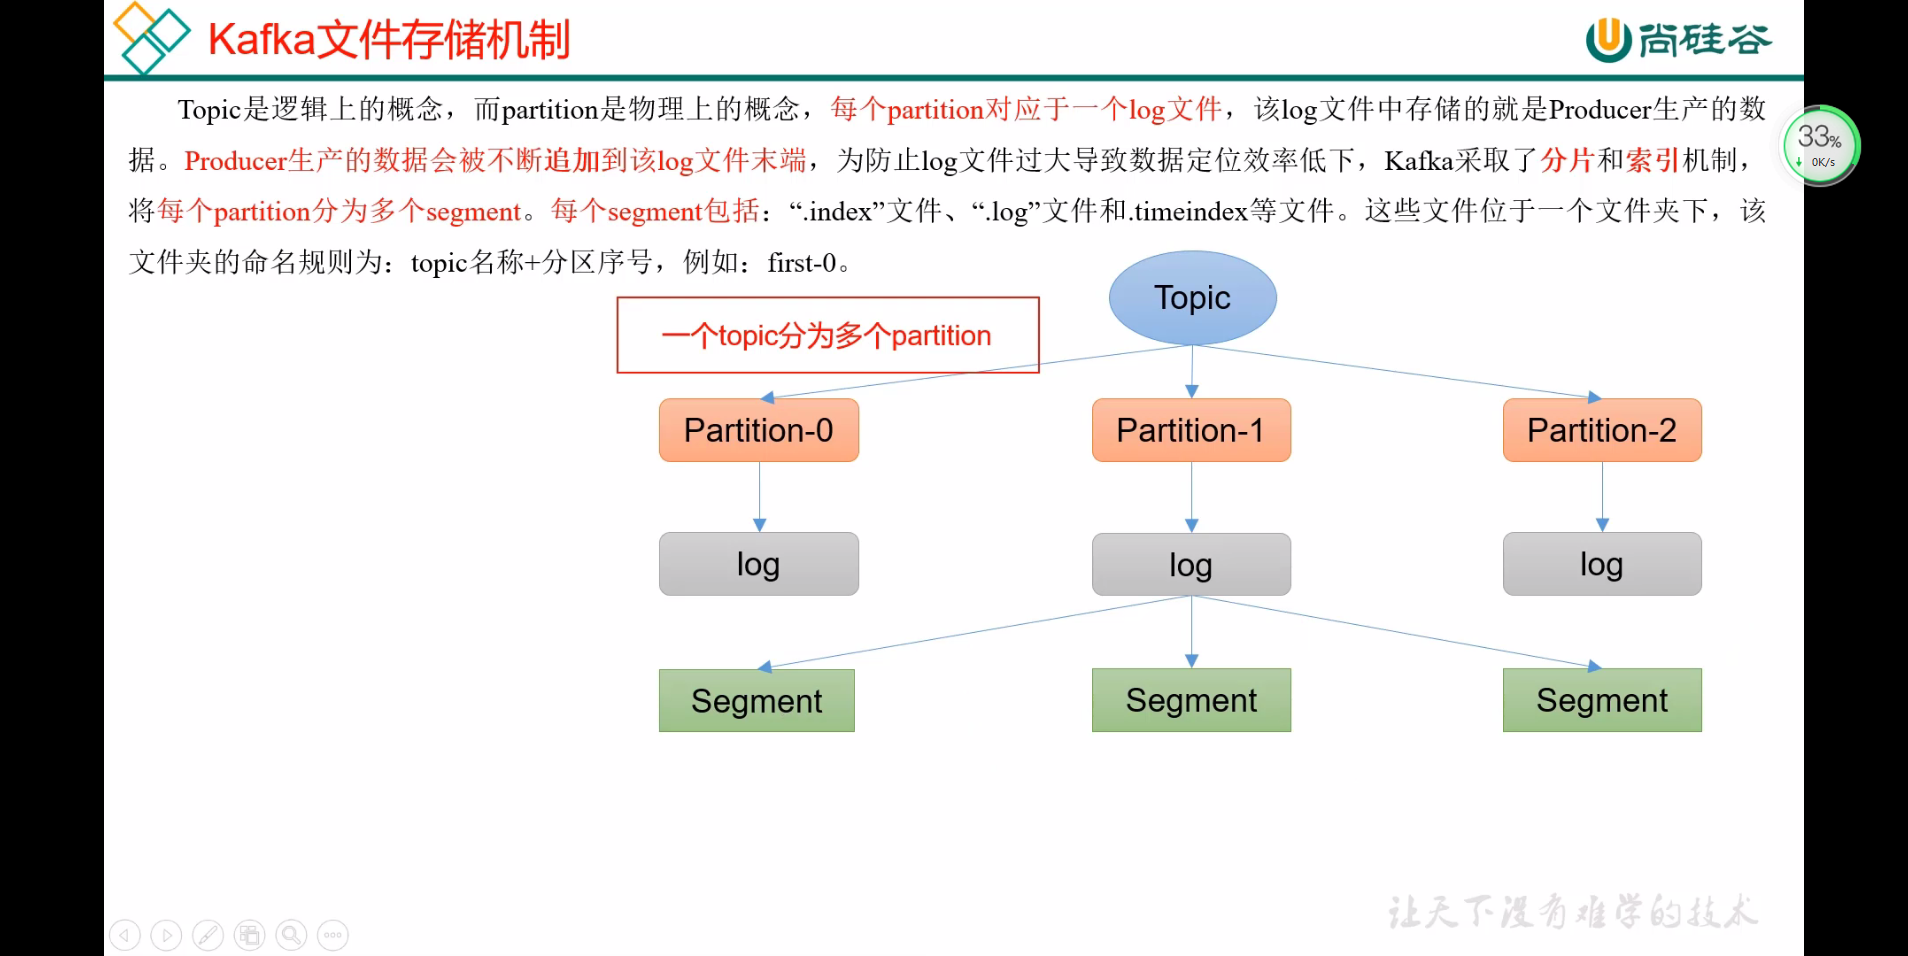 Kafka文件存储机制
尚硅谷
Topic是逻辑上的概念，而partition是物理上的概念，每个partition对应于一个log文件，该log文件中存储的就是Producer生产的数
据。Producer生产的数据会被不断追加到该log文件末端，为防止log文件过大导致数据定位效率低下，Kafka采取了分片和索引机制，
将每个partition分为多个segment。每个segment包括：“.index”文件、“.log”文件和.timeindex等文件。这些文件位于一个文件夹下，该
文件夹的命名规则为：topic名称+分区序号，例如：first-0。
33%
0K/s
Topic
一个topic分为多个partition
Partition-0
Partition-1
Partition-2
log
log
log
Segment
Segment
Segment
让天下没有难学的技术